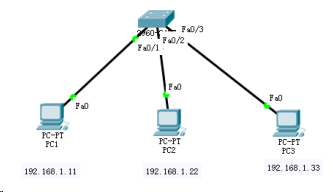 Fa0/3
2960-
Fa0/2
Fa0/1
Fa0
Fa0
Fa0
PC-PT
PC1
PC-PT
PC2
PC-PT
PC3
192.168.1.11
192.168.1.22
192.168.1.33